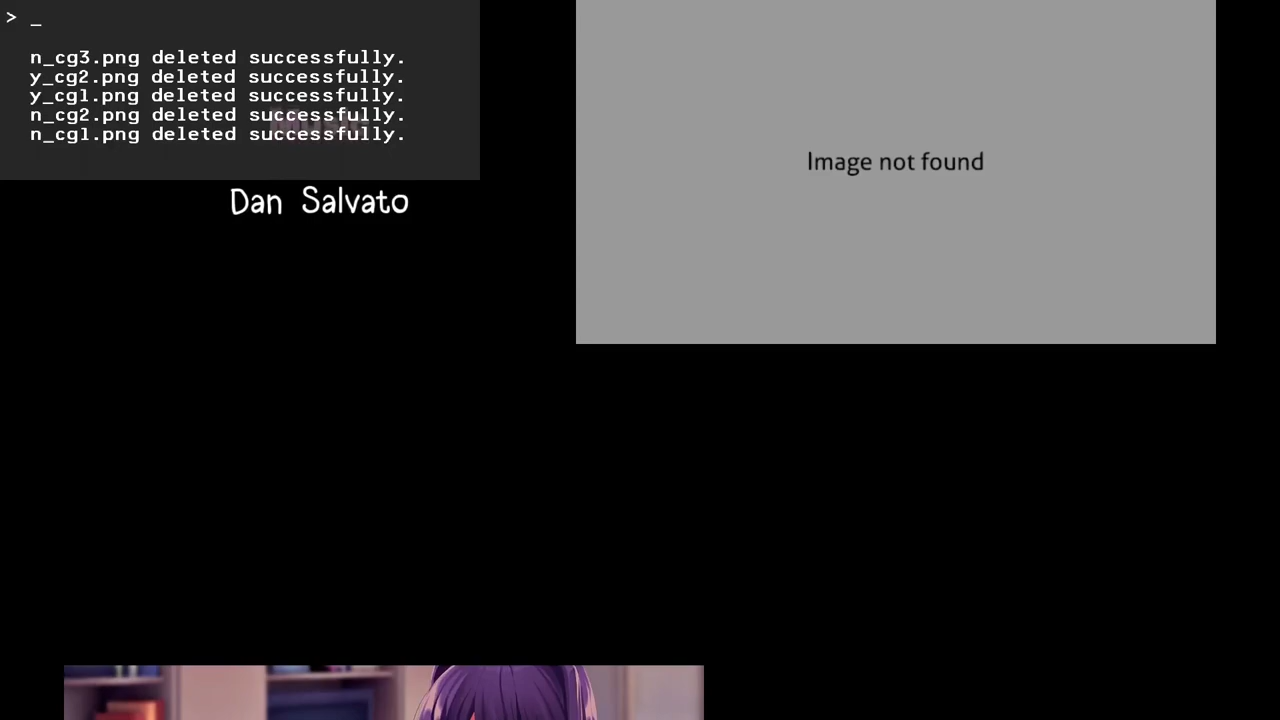 > _
n_cg3.png deleted successfully.
y_cg2.png deleted successfully.
y_cg1.png deleted successfully.
n_cg2.png deleted successfully.
n_cg1.png deleted successfully.
Music
Dan Salvato
Image not found